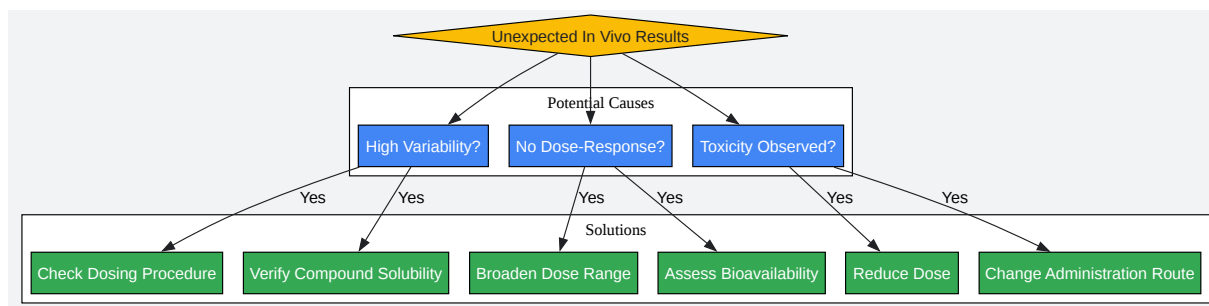 Unexpected In Vivo Results
Potential Causes
High Variability?
No Dose-Response?
Toxicity Observed?
Yes
Yes
Yes
Yes
Yes
Yes
Solutions
Check Dosing Procedure
Verify Compound Solubility
Broaden Dose Range
Assess Bioavailability
Reduce Dose
Change Administration Route